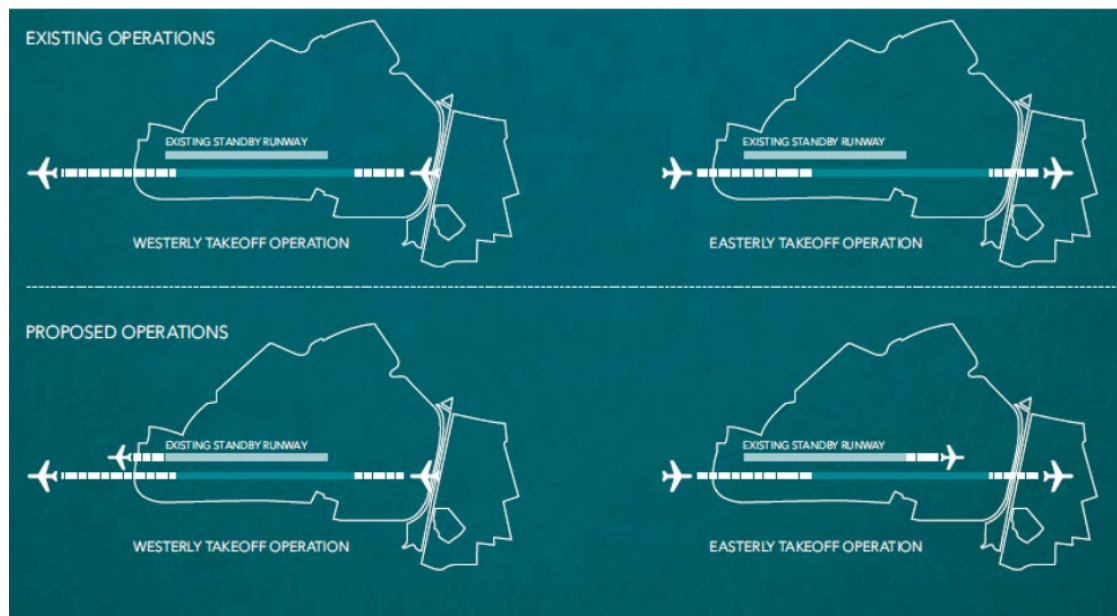 EXISTING OPERATIONS
EXISTING STANDBY RUNWAY
EXISTING STANDBY RUNWAY
WESTERLY TAKEOFF OPERATION
EASTERLY TAKEOFF OPERATION
PROPOSED OPERATIONS
EXISTING STANDBY RUNWAY
EXISTING STANDBY RUNWAY
WESTERLY TAKEOFF OPERATION
EASTERLY TAKEOFF OPERATION